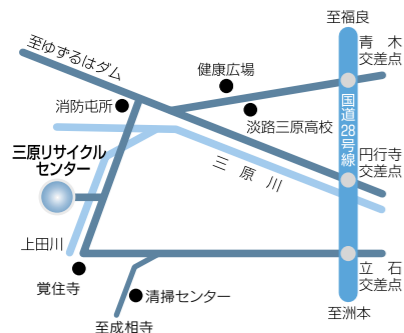 至福良
至ゆずるはダム
青木
交差点
健康広場
消防屯所
淡路三原高校
国道28号線
円行寺
交差点
三原リサイクル
センター
三原川
上田川
立石
交差点
覚住寺
清掃センター
至成相寺
至洲本